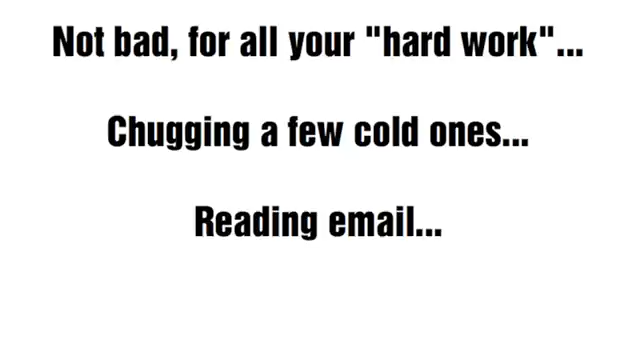 Not bad, for all your "hard work"...
Chugging a few cold ones...
Reading email...